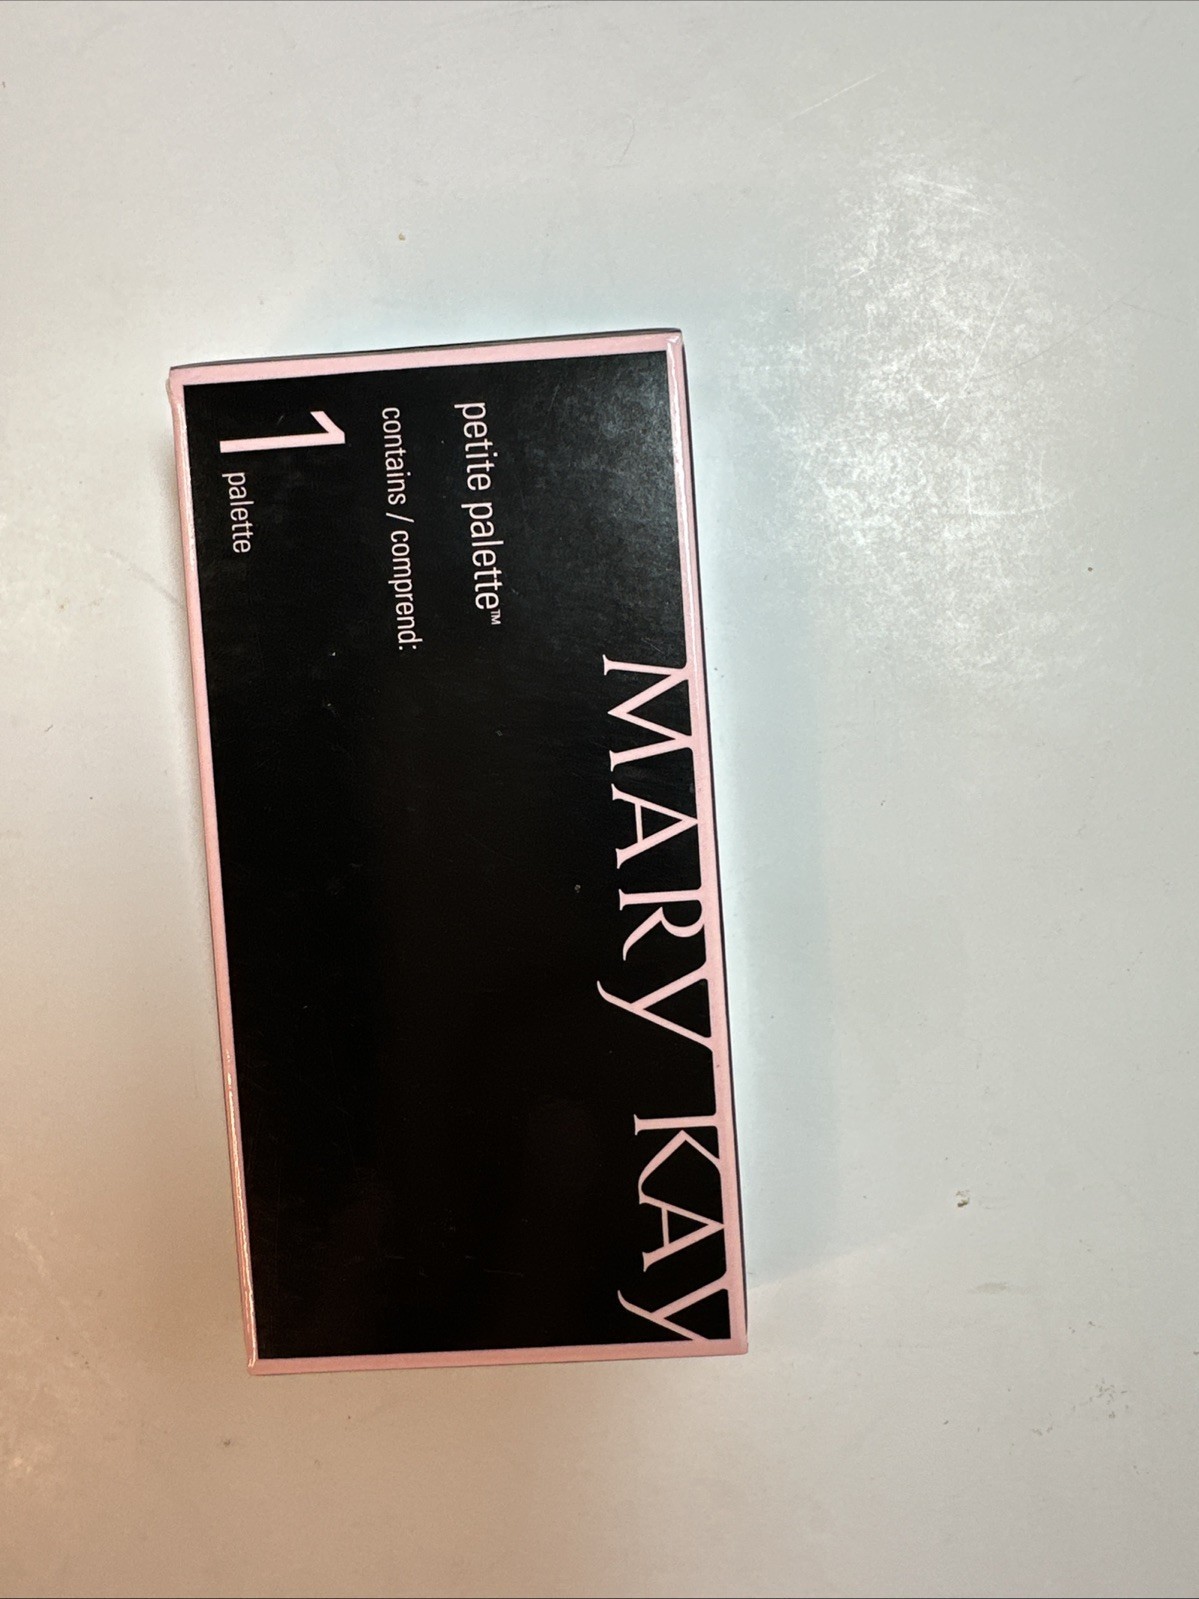 MARY KAY
petite palette™
contains / comprend:
1 palette